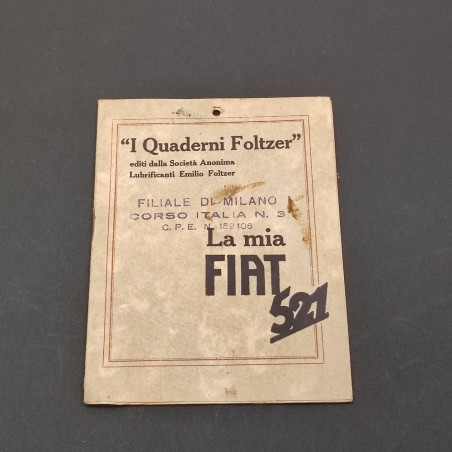 "I Quaderni Foltzer"
editi dalla Società Anonima
Lubrificanti Emilio Foltzer
FILIALE DI MILANO
CORSO ITALIA N. 3
C. P. E. N. 152106
La mia
FIAT
521